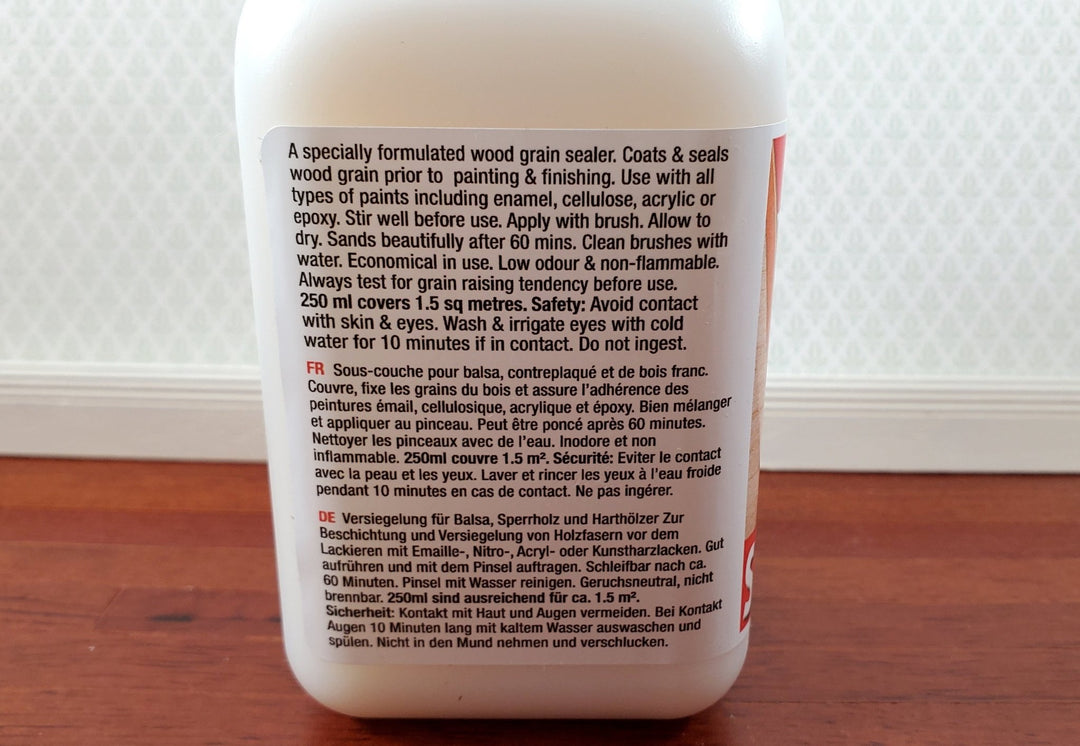 A specially formulated wood grain sealer. Coats & seals
wood grain prior to painting & finishing. Use with all
types of paints including enamel, cellulose, acrylic or
epoxy. Stir well before use. Apply with brush. Allow to
dry. Sands beautifully after 60 mins. Clean brushes with
water. Economical in use. Low odour & non-flammable.
Always test for grain raising tendency before use.
250 ml covers 1.5 sq metres. Safety: Avoid contact
with skin & eyes. Wash & irrigate eyes with cold
water for 10 minutes if in contact. Do not ingest.
FR Sous-couche pour balsa, contreplaqué et de bois franc.
Couvre, fixe les grains du bois et assure l'adhérence des
peintures émail, cellulosique, acrylique et époxy. Bien mélanger
et appliquer au pinceau. Peut être poncé après 60 minutes.
Nettoyer les pinceaux avec de l'eau. Inodore et non
inflammable. 250ml couvre 1.5 m². Sécurité: Eviter le contact
avec la peau et les yeux. Laver et rincer les yeux à l'eau froide
pendant 10 minutes en cas de contact. Ne pas ingérer.
DE Versiegelung für Balsa, Sperrholz und Harthölzer Zur
Beschichtung und Versiegelung von Holzfasern vor dem
Lackieren mit Emaille-, Nitro-, Acryl- oder Kunstharzlacken. Gut
aufrühren und mit dem Pinsel auftragen. Schleifbar nach ca.
60 Minuten. Pinsel mit Wasser reinigen. Geruchsneutral, nicht
brennbar. 250ml sind ausreichend für ca. 1.5 m².
Sicherheit: Kontakt mit Haut und Augen vermeiden. Bei Kontakt
Augen 10 Minuten lang mit kaltem Wasser auswaschen und
spülen. Nicht in den Mund nehmen und verschlucken.